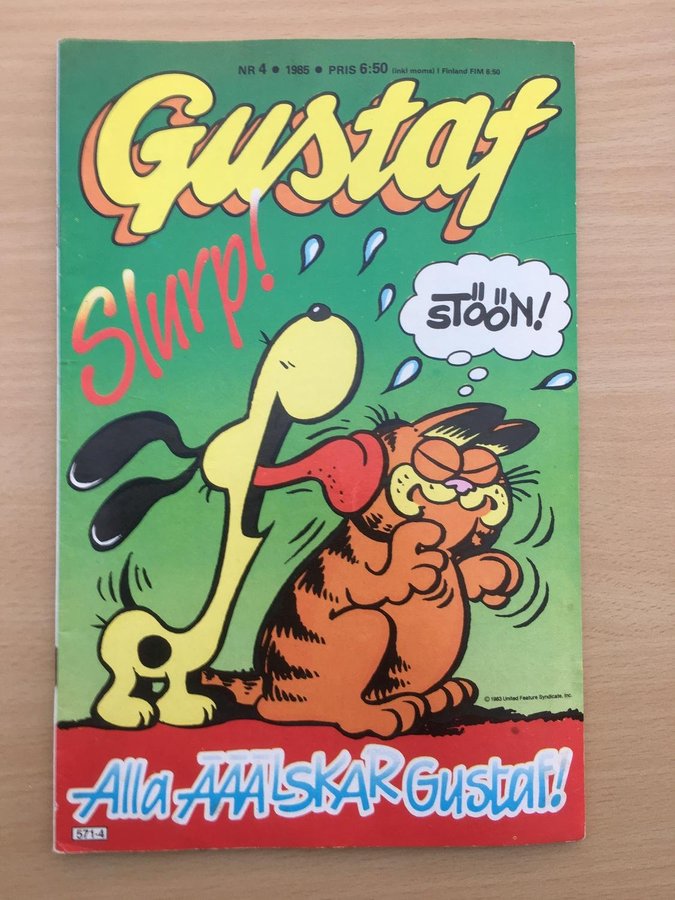 NR 4 • 1985 • PRIS 6:50 (inkl moms) I Finland FIM 6:50
Gustaf
Slurp!
STÖÖN!
© 1983 United Feature Syndicate, Inc.
Alla ÄÄÄLSKAR Gustaf!
571-4